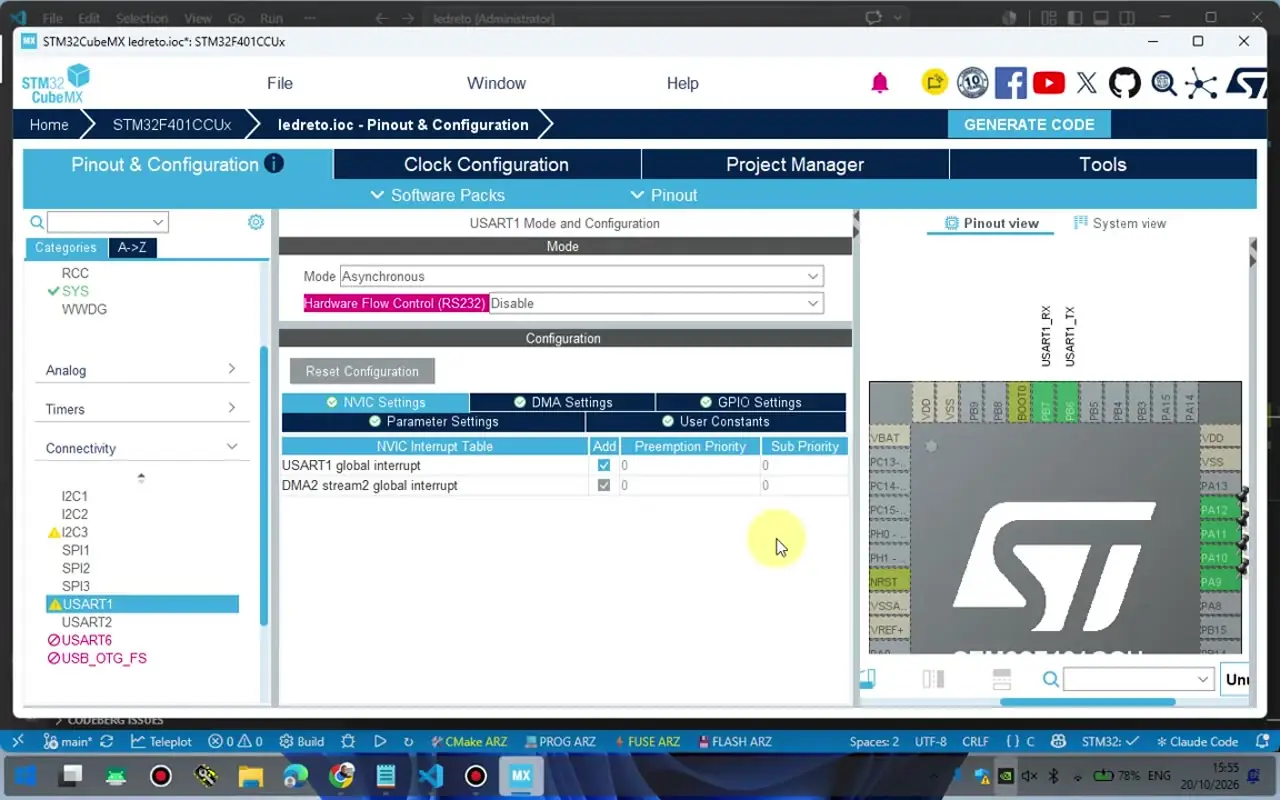 File Edit Selection View Go Run ··· ledreto [Administrator]
STM32CubeMX ledreto.ioc*: STM32F401CCUx
STM32 CubeMX
File Window Help
Home STM32F401CCUx ledreto.ioc - Pinout & Configuration GENERATE CODE
Pinout & Configuration Clock Configuration Project Manager Tools
Software Packs Pinout
USART1 Mode and Configuration
Pinout view System view
Categories A->Z
Mode
RCC
SYS
WWDG
Analog
Timers
Connectivity
I2C1
I2C2
I2C3
SPI1
SPI2
SPI3
USART1
USART2
USART6
USB_OTG_FS
Mode Asynchronous
Hardware Flow Control (RS232) Disable
Configuration
Reset Configuration
NVIC Settings DMA Settings GPIO Settings
Parameter Settings User Constants
NVIC Interrupt Table Add Preemption Priority Sub Priority
USART1 global interrupt 0 0
DMA2 stream2 global interrupt 0 0
USART1_RX
USART1_TX
VDD
VSS
PB9
PB8
BOOT0
PB7
PB6
PB5
PB4
PB3
PA15
PA14
VBAT
PC13-..
PC14-..
PC15-..
PH0 -..
PH1 -..
NRST
VSSA..
VREF+
VDD
VSS
PA13
PA12
PA11
PA10
PA9
PA8
PB15
CODEBERG ISSUES
main* Teleplot 0 0 Build CMake ARZ PROG ARZ FUSE ARZ FLASH ARZ Spaces: 2 UTF-8 CRLF { } C STM32: Claude Code
MX 78% ENG
15:55
20/10/2026